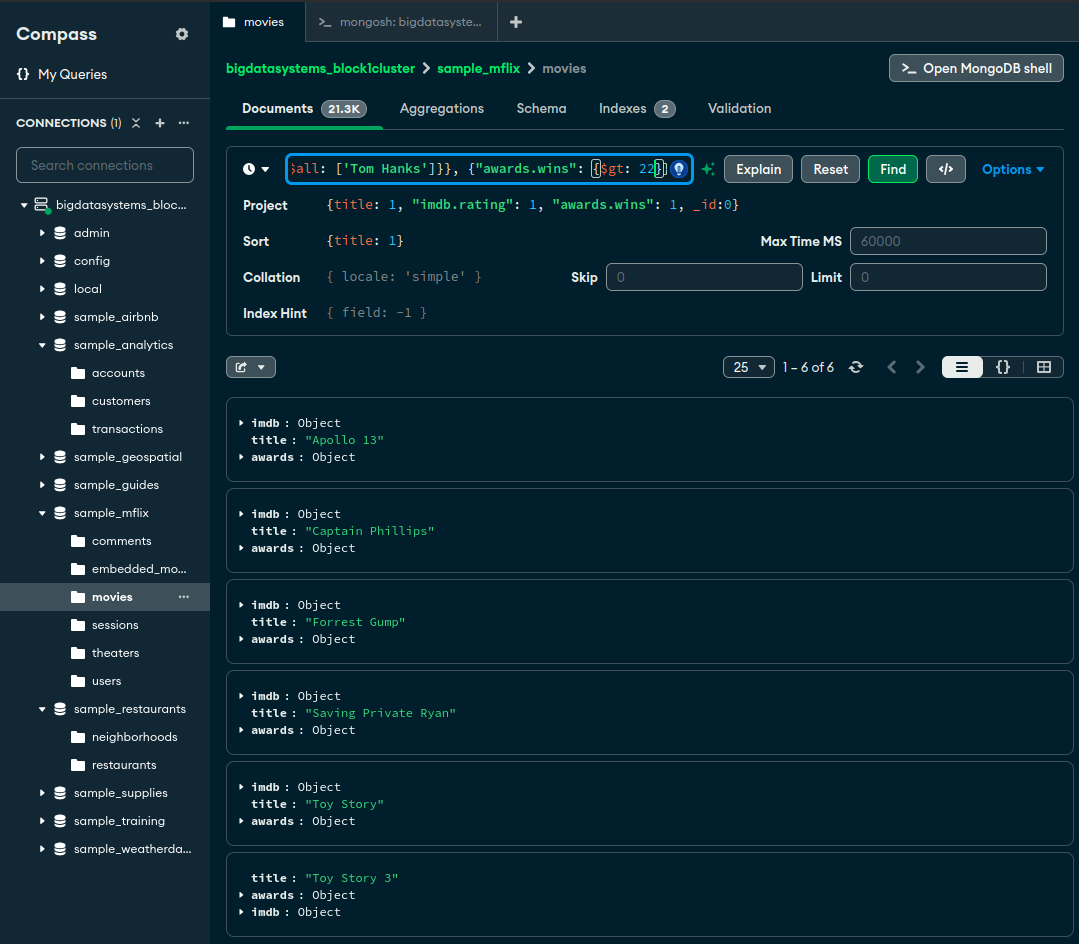 Compass
{} My Queries
CONNECTIONS (1)
Search connections
bigdatasystems_bloc...
admin
config
local
sample_airbnb
sample_analytics
accounts
customers
transactions
sample_geospatial
sample_guides
sample_mflix
comments
embedded_mo...
movies
sessions
theaters
users
sample_restaurants
neighborhoods
restaurants
sample_supplies
sample_training
sample_weatherda...
movies
>_ mongosh: bigdatasyste...
bigdatasystems_block1cluster > sample_mflix > movies
>_ Open MongoDB shell
Documents 21.3K Aggregations Schema Indexes 2 Validation
$all: ['Tom Hanks']}}, {"awards.wins": {$gt: 22}]
Explain Reset Find </> Options
Project {title: 1, "imdb.rating": 1, "awards.wins": 1, _id:0}
Sort {title: 1} Max Time MS 60000
Collation { locale: 'simple' } Skip 0 Limit 0
Index Hint { field: -1 }
25 1 – 6 of 6 {}
imdb : Object
title : "Apollo 13"
awards : Object
imdb : Object
title : "Captain Phillips"
awards : Object
imdb : Object
title : "Forrest Gump"
awards : Object
imdb : Object
title : "Saving Private Ryan"
awards : Object
imdb : Object
title : "Toy Story"
awards : Object
title : "Toy Story 3"
awards : Object
imdb : Object